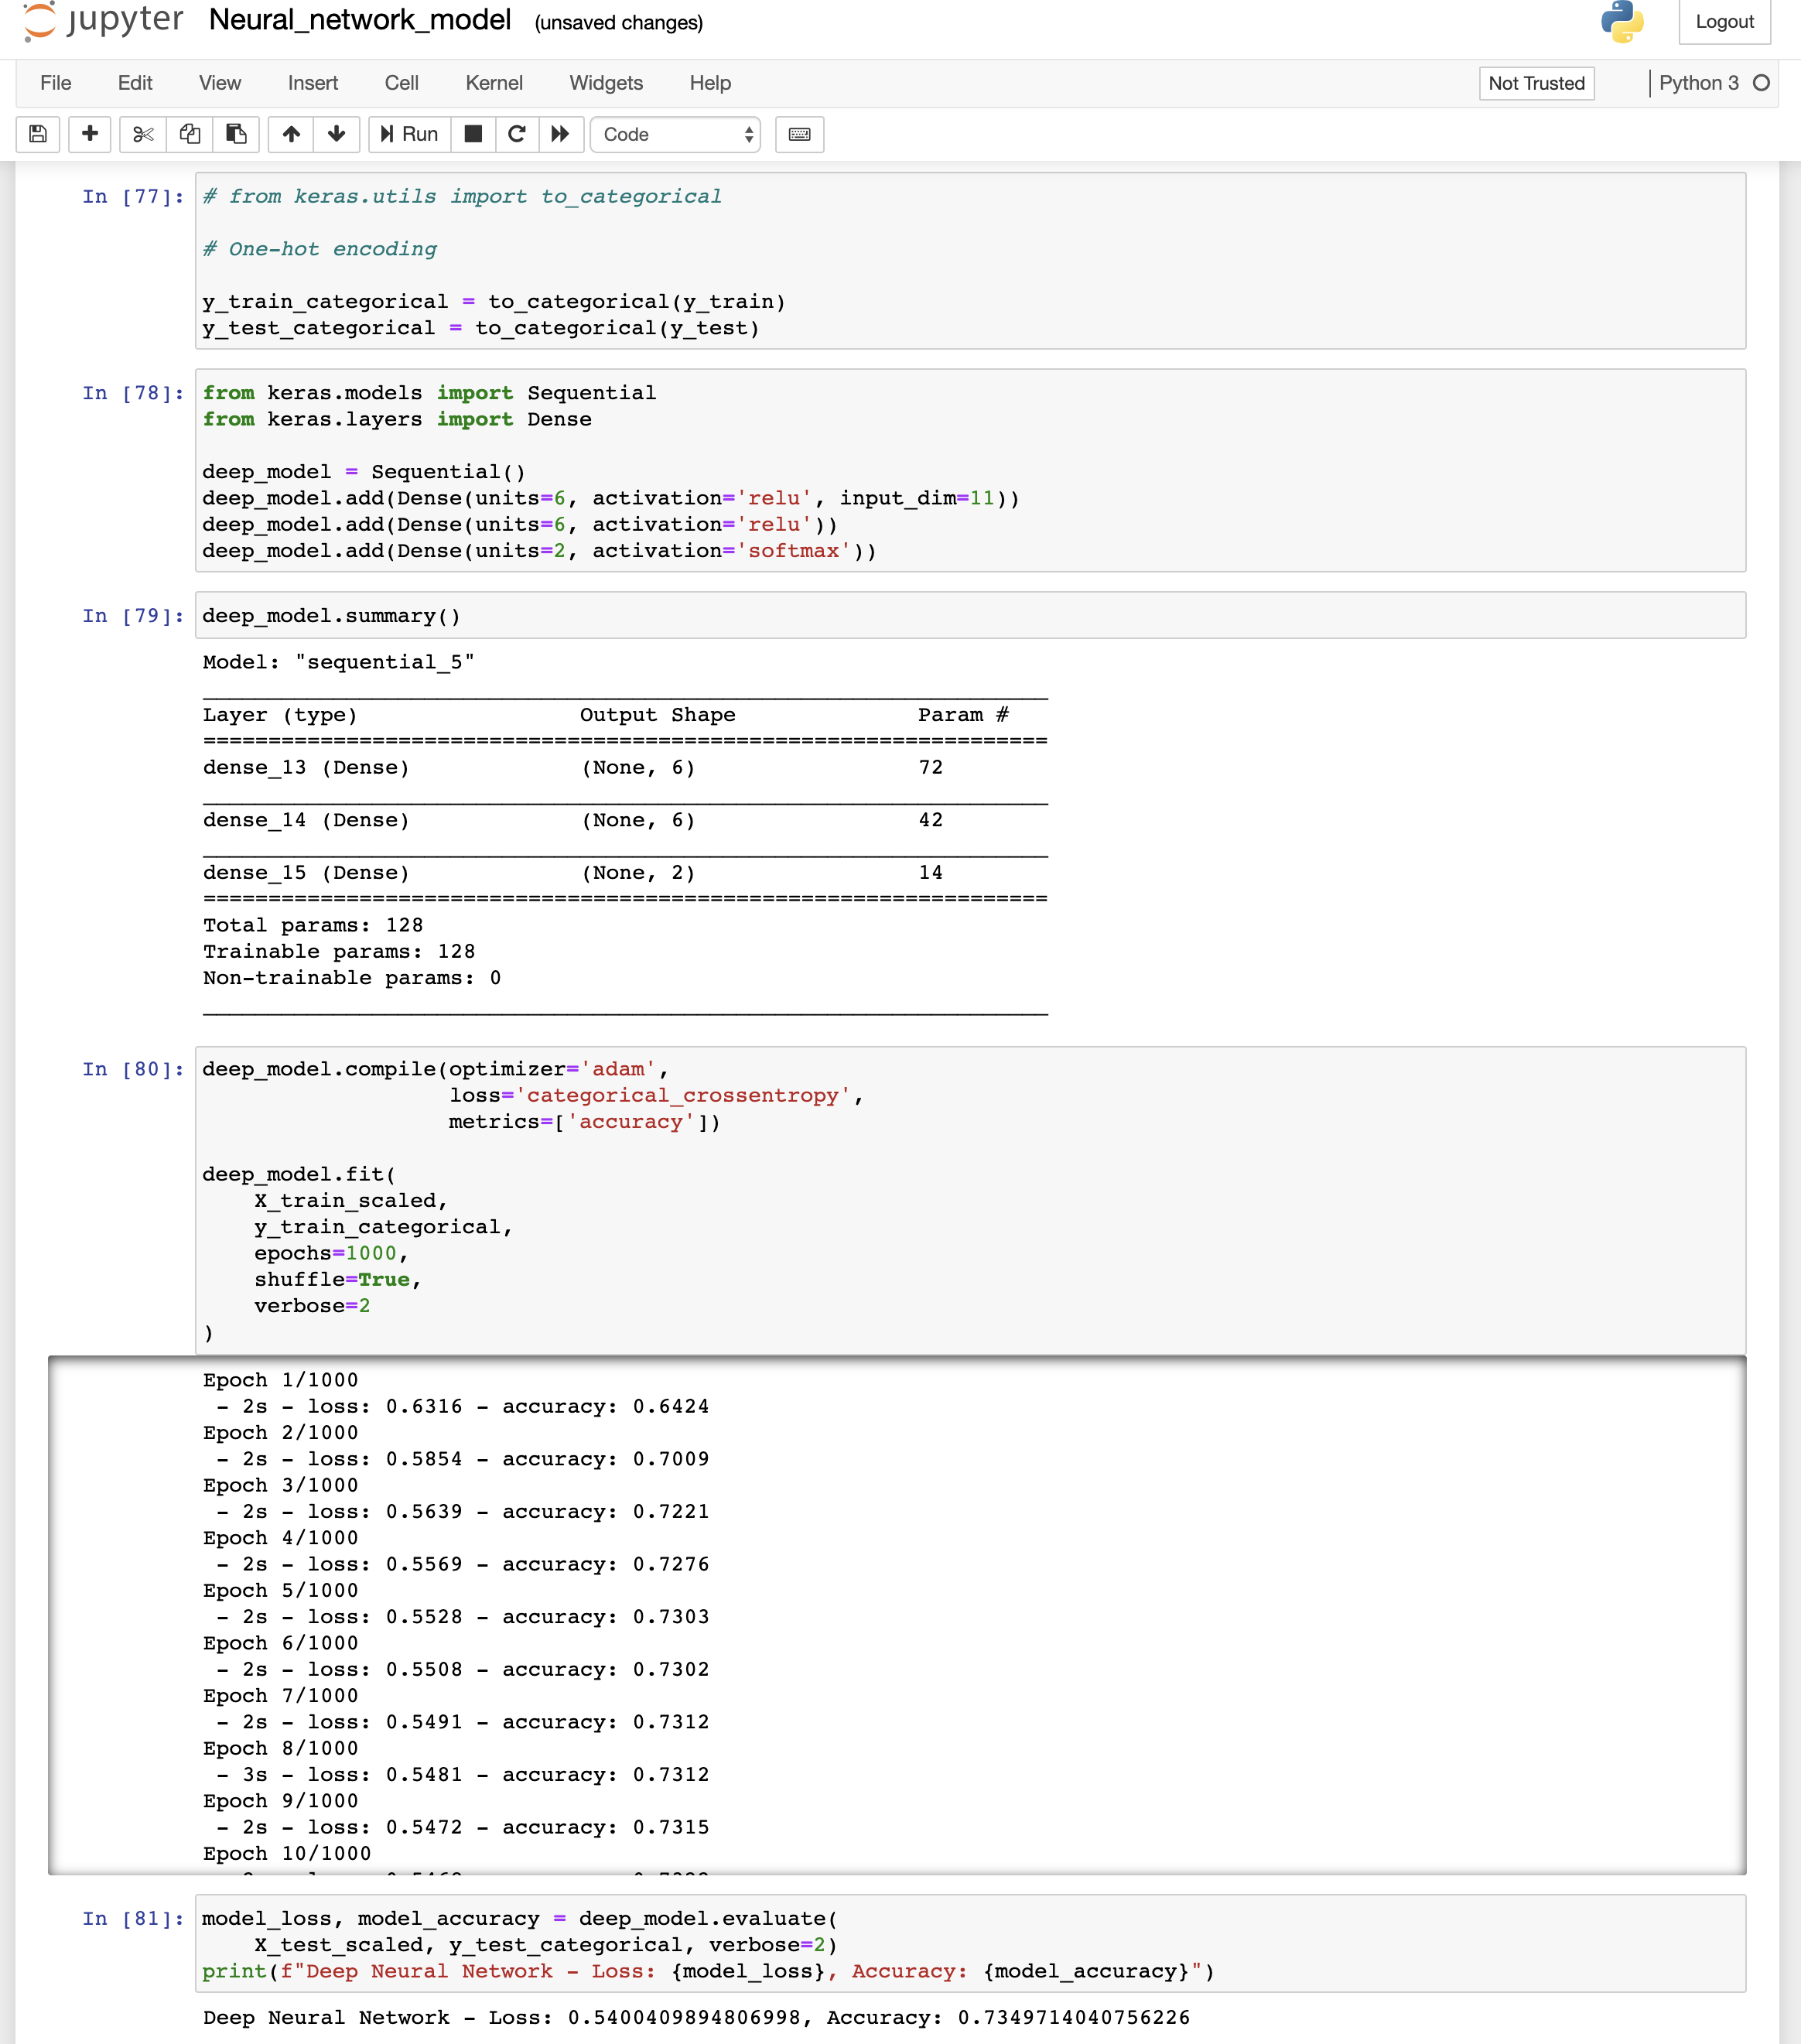 jupyter Neural_network_model (unsaved changes) Logout
File Edit View Insert Cell Kernel Widgets Help Not Trusted Python 3
Run Code
In [77]: # from keras.utils import to_categorical
# One-hot encoding
y_train_categorical = to_categorical(y_train)
y_test_categorical = to_categorical(y_test)
In [78]: from keras.models import Sequential
from keras.layers import Dense
deep_model = Sequential()
deep_model.add(Dense(units=6, activation='relu', input_dim=11))
deep_model.add(Dense(units=6, activation='relu'))
deep_model.add(Dense(units=2, activation='softmax'))
In [79]: deep_model.summary()
Model: "sequential_5"
Layer (type) Output Shape Param #
dense_13 (Dense) (None, 6) 72
dense_14 (Dense) (None, 6) 42
dense_15 (Dense) (None, 2) 14
Total params: 128
Trainable params: 128
Non-trainable params: 0
In [80]: deep_model.compile(optimizer='adam',
loss='categorical_crossentropy',
metrics=['accuracy'])
deep_model.fit(
X_train_scaled,
y_train_categorical,
epochs=1000,
shuffle=True,
verbose=2
)
Epoch 1/1000
- 2s - loss: 0.6316 - accuracy: 0.6424
Epoch 2/1000
- 2s - loss: 0.5854 - accuracy: 0.7009
Epoch 3/1000
- 2s - loss: 0.5639 - accuracy: 0.7221
Epoch 4/1000
- 2s - loss: 0.5569 - accuracy: 0.7276
Epoch 5/1000
- 2s - loss: 0.5528 - accuracy: 0.7303
Epoch 6/1000
- 2s - loss: 0.5508 - accuracy: 0.7302
Epoch 7/1000
- 2s - loss: 0.5491 - accuracy: 0.7312
Epoch 8/1000
- 3s - loss: 0.5481 - accuracy: 0.7312
Epoch 9/1000
- 2s - loss: 0.5472 - accuracy: 0.7315
Epoch 10/1000
In [81]: model_loss, model_accuracy = deep_model.evaluate(
X_test_scaled, y_test_categorical, verbose=2)
print(f"Deep Neural Network - Loss: {model_loss}, Accuracy: {model_accuracy}")
Deep Neural Network - Loss: 0.5400409894806998, Accuracy: 0.7349714040756226